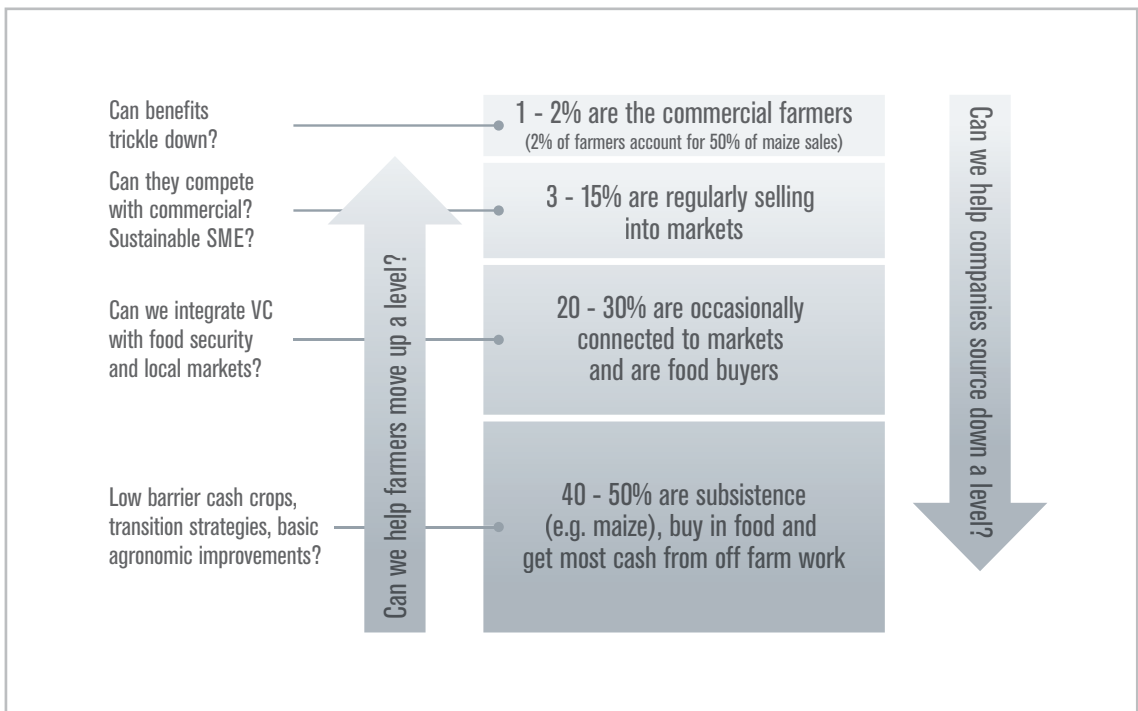 Can benefits
trickle down?
1 - 2% are the commercial farmers
(2% of farmers account for 50% of maize sales)
Can they compete
with commercial?
Sustainable SME?
3 - 15% are regularly selling
into markets
Can we integrate VC
with food security
and local markets?
20 - 30% are occasionally
connected to markets
and are food buyers
Low barrier cash crops,
transition strategies, basic
agronomic improvements?
40 - 50% are subsistence
(e.g. maize), buy in food and
get most cash from off farm work
Can we help farmers move up a level?
Can we help companies source down a level?